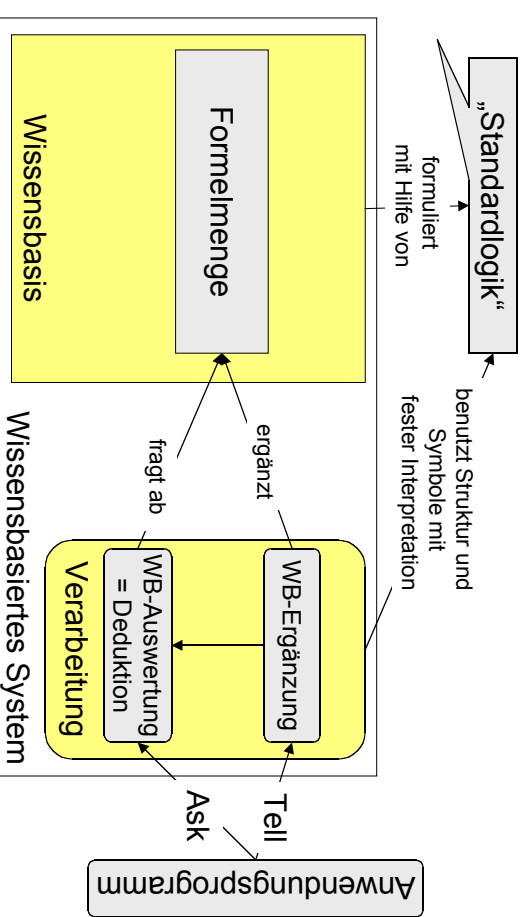 „Standardlogik“
formuliert
mit Hilfe von
benutzt Struktur und
Symbole mit
fester Interpretation
Formelmenge
Wissensbasis
ergänzt
fragt ab
WB-Ergänzung
WB-Auswertung
= Deduktion
Verarbeitung
Wissensbasiertes System
Tell
Ask
Anwendungsprogramm